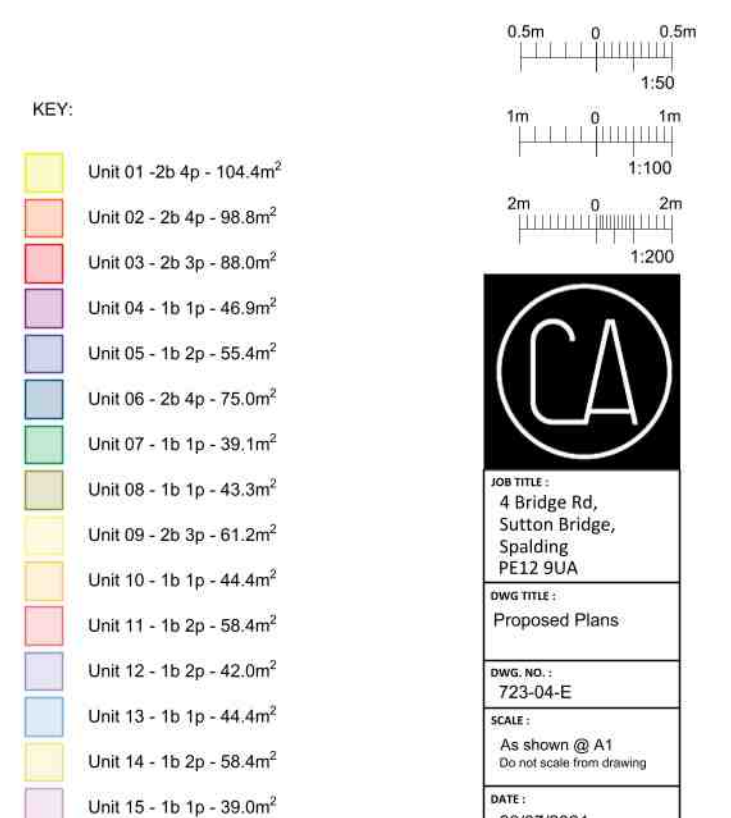 KEY:
Unit 01 -2b 4p - 104.4m²
Unit 02 - 2b 4p - 98.8m²
Unit 03 - 2b 3p - 88.0m²
Unit 04 - 1b 1p - 46.9m²
Unit 05 - 1b 2p - 55.4m²
Unit 06 - 2b 4p - 75.0m²
Unit 07 - 1b 1p - 39.1m²
Unit 08 - 1b 1p - 43.3m²
Unit 09 - 2b 3p - 61.2m²
Unit 10 - 1b 1p - 44.4m²
Unit 11 - 1b 2p - 58.4m²
Unit 12 - 1b 2p - 42.0m²
Unit 13 - 1b 1p - 44.4m²
Unit 14 - 1b 2p - 58.4m²
Unit 15 - 1b 1p - 39.0m²
0.5m 0 0.5m
1:50
1m 0 1m
1:100
2m 0 2m
1:200
CA
JOB TITLE :
4 Bridge Rd,
Sutton Bridge,
Spalding
PE12 9UA
DWG TITLE :
Proposed Plans
DWG. NO. :
723-04-E
SCALE :
As shown @ A1
Do not scale from drawing
DATE :